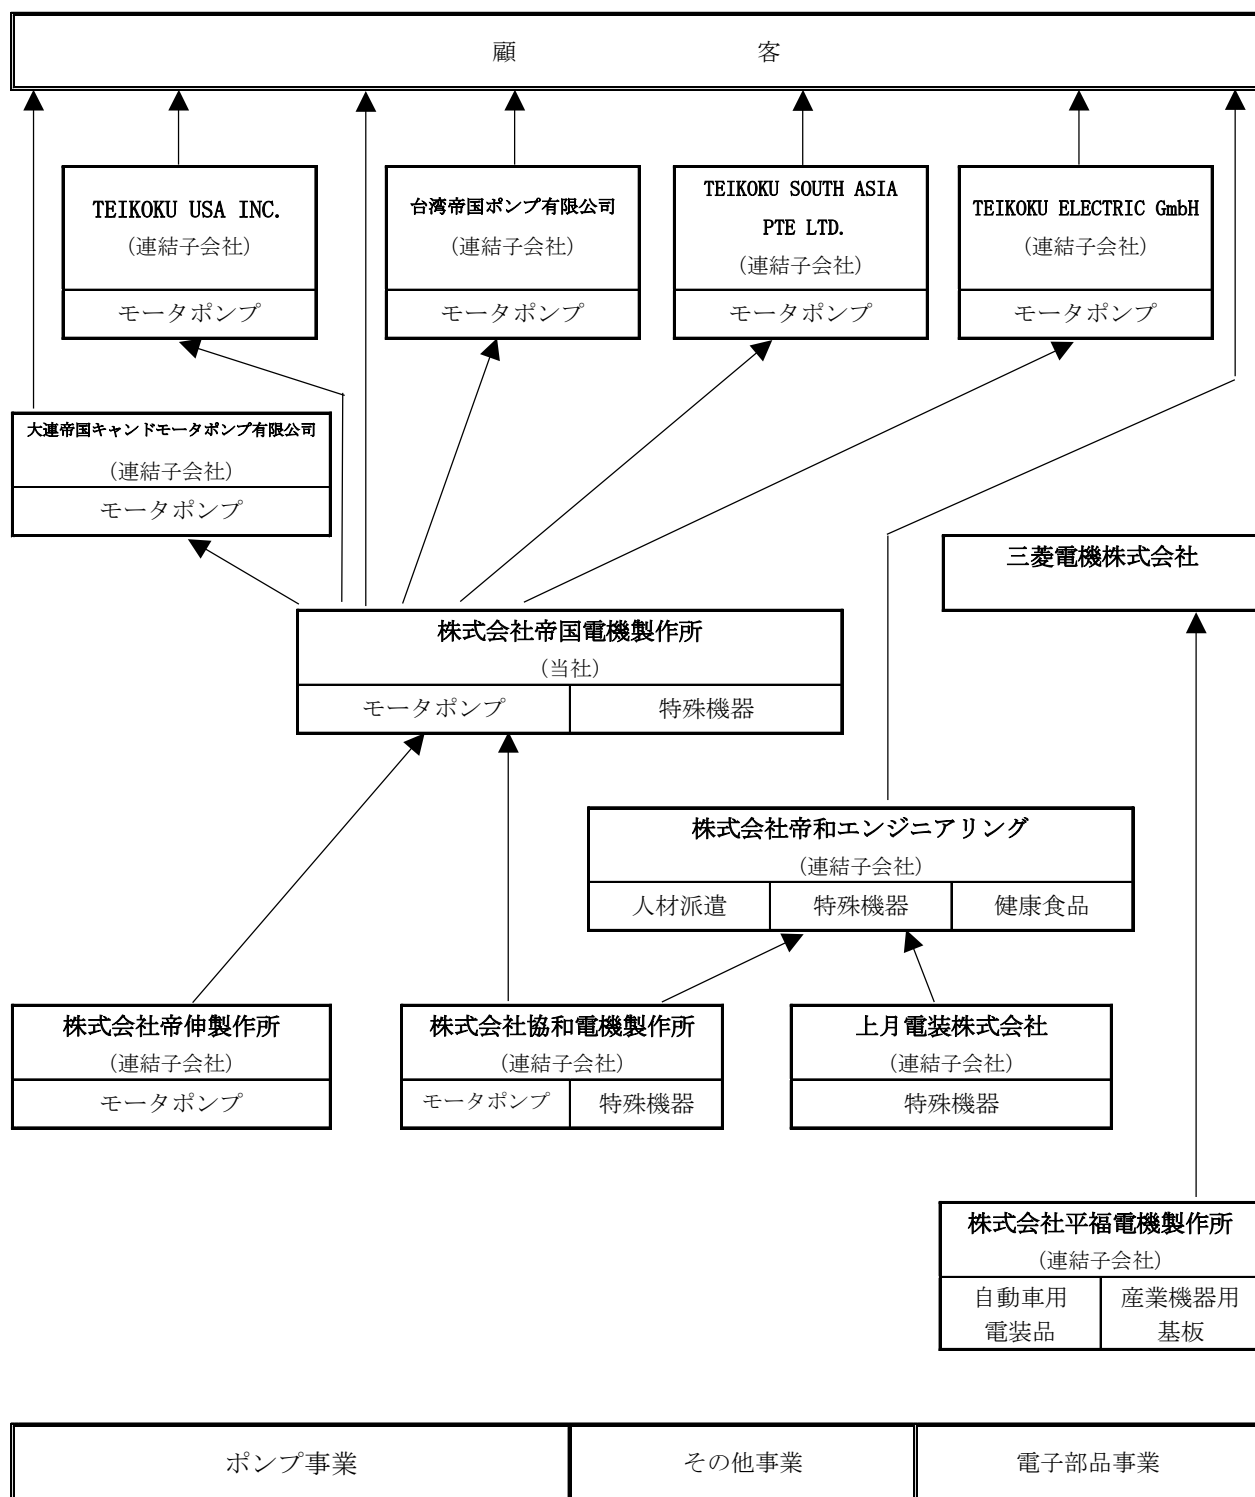 顧客
TEIKOKU USA INC.
(連結子会社)
モータポンプ
台湾帝国ポンプ有限公司
(連結子会社)
モータポンプ
TEIKOKU SOUTH ASIA
PTE LTD.
(連結子会社)
モータポンプ
TEIKOKU ELECTRIC GmbH
(連結子会社)
モータポンプ
大連帝国キャンドモータポンプ有限公司
(連結子会社)
モータポンプ
三菱電機株式会社
株式会社帝国電機製作所
(当社)
モータポンプ
特殊機器
株式会社帝和エンジニアリング
(連結子会社)
人材派遣
特殊機器
健康食品
株式会社帝伸製作所
(連結子会社)
モータポンプ
株式会社協和電機製作所
(連結子会社)
モータポンプ
特殊機器
上月電装株式会社
(連結子会社)
特殊機器
株式会社平福電機製作所
(連結子会社)
自動車用
電装品
産業機器用
基板
ポンプ事業
その他事業
電子部品事業